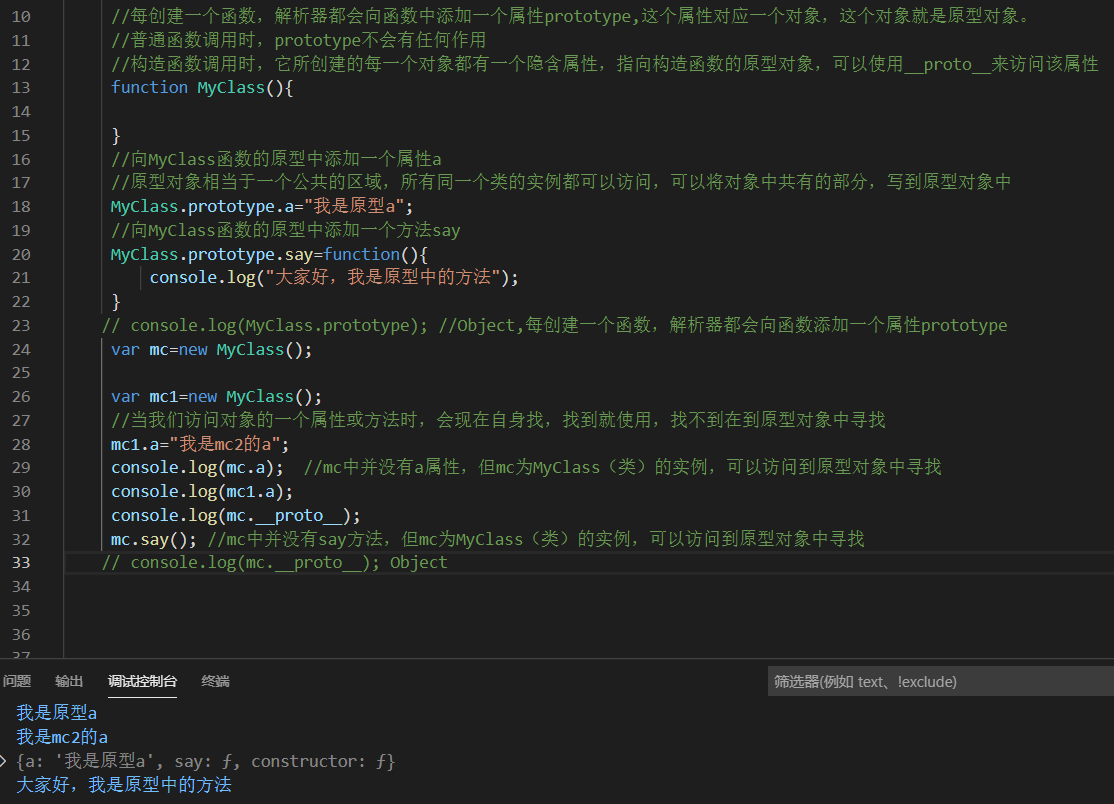 10 //每创建一个函数，解析器都会向函数中添加一个属性prototype,这个属性对应一个对象，这个对象就是原型对象。
11 //普通函数调用时，prototype不会有任何作用
12 //构造函数调用时，它所创建的每一个对象都有一个隐含属性，指向构造函数的原型对象，可以使用__proto__来访问该属性
13 function MyClass(){
14
15 }
16 //向MyClass函数的原型中添加一个属性a
17 //原型对象相当于一个公共的区域，所有同一个类的实例都可以访问，可以将对象中共有的部分，写到原型对象中
18 MyClass.prototype.a="我是原型a";
19 //向MyClass函数的原型中添加一个方法say
20 MyClass.prototype.say=function(){
21 console.log("大家好，我是原型中的方法");
22 }
23 // console.log(MyClass.prototype); //Object,每创建一个函数，解析器都会向函数添加一个属性prototype
24 var mc=new MyClass();
25
26 var mc1=new MyClass();
27 //当我们访问对象的一个属性或方法时，会现在自身找，找到就使用，找不到在到原型对象中寻找
28 mc1.a="我是mc2的a";
29 console.log(mc.a); //mc中并没有a属性，但mc为MyClass（类）的实例，可以访问到原型对象中寻找
30 console.log(mc1.a);
31 console.log(mc.__proto__);
32 mc.say(); //mc中并没有say方法，但mc为MyClass（类）的实例，可以访问到原型对象中寻找
33 // console.log(mc.__proto__); Object
34
35
36
37
问题 输出 调试控制台 终端 筛选器(例如 text、!exclude)
我是原型a
我是mc2的a
{a: '我是原型a', say: ƒ, constructor: ƒ}
大家好，我是原型中的方法